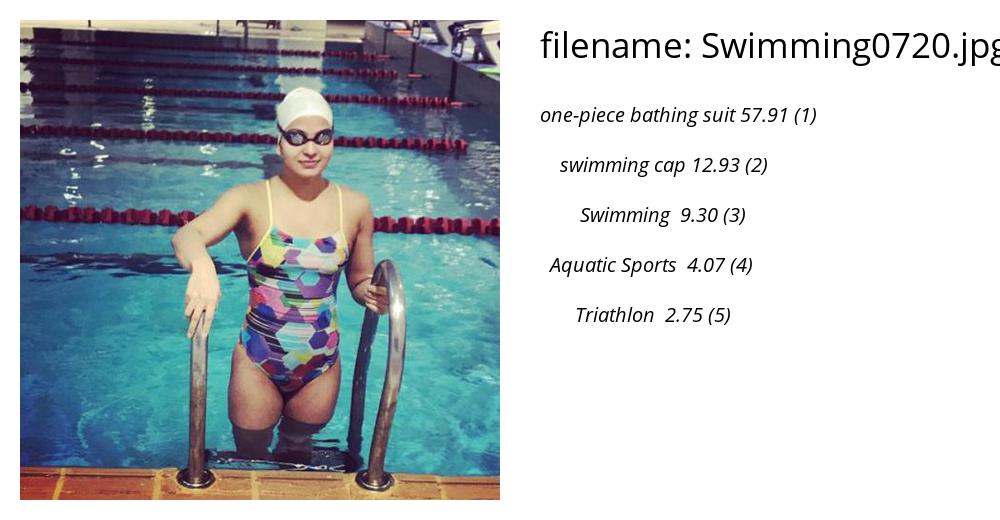 filename: Swimming0720.jpg
one-piece bathing suit 57.91 (1)
swimming cap 12.93 (2)
Swimming 9.30 (3)
Aquatic Sports 4.07 (4)
Triathlon 2.75 (5)